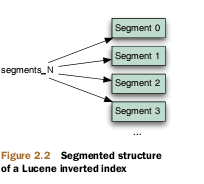 Segment 0
Segment 1
segments_N
Segment 2
Segment 3
...
Figure 2.2 Segmented structure
of a Lucene inverted index